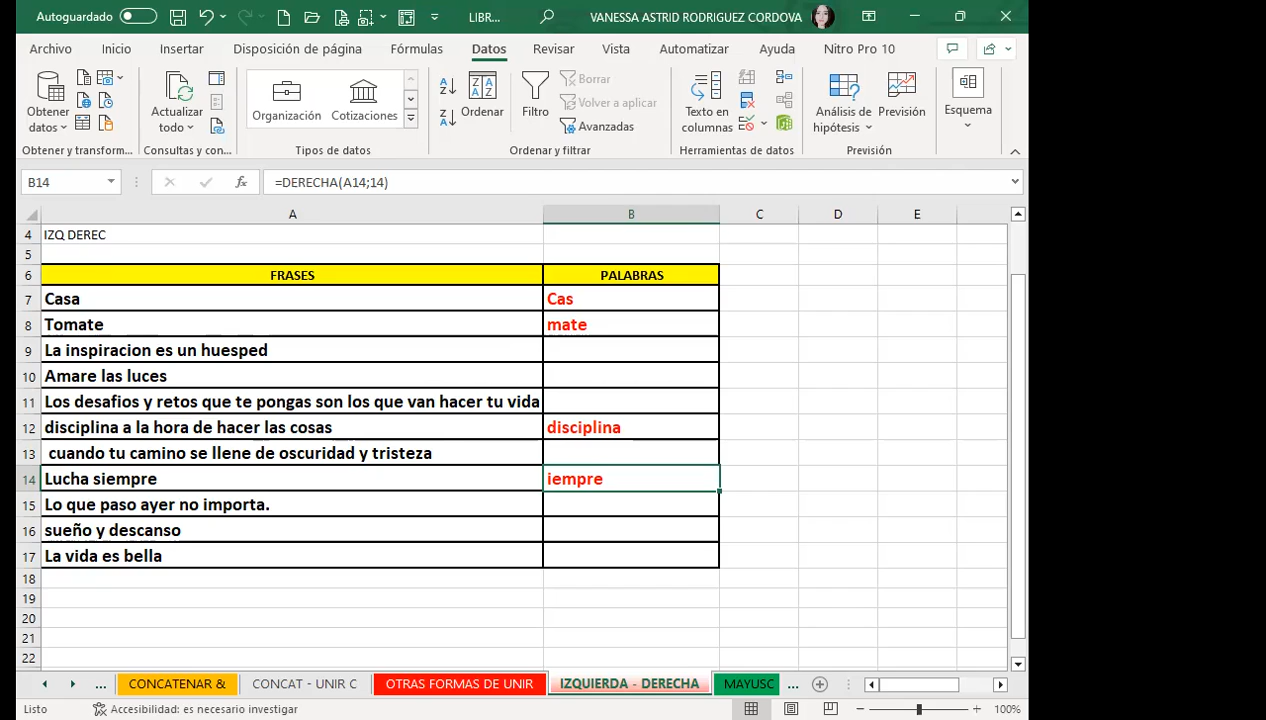 Autoguardado
LIBR...
VANESSA ASTRID RODRIGUEZ CORDOVA
Archivo Inicio Insertar Disposición de página Fórmulas Datos Revisar Vista Automatizar Ayuda Nitro Pro 10
Obtener datos
Actualizar todo
Organización
Cotizaciones
Ordenar
Filtro
Borrar
Volver a aplicar
Avanzadas
Texto en columnas
Análisis de hipótesis
Previsión
Esquema
Obtener y transform... Consultas y con... Tipos de datos Ordenar y filtrar Herramientas de datos Previsión
B14 fx =DERECHA(A14;14)
A B C D E
4 IZQ DEREC
5
6 FRASES PALABRAS
7 Casa Cas
8 Tomate mate
9 La inspiracion es un huesped
10 Amare las luces
11 Los desafios y retos que te pongas son los que van hacer tu vida
12 disciplina a la hora de hacer las cosas disciplina
13 cuando tu camino se llene de oscuridad y tristeza
14 Lucha siempre iempre
15 Lo que paso ayer no importa.
16 sueño y descanso
17 La vida es bella
18
19
20
21
22
... CONCATENAR & CONCAT - UNIR C OTRAS FORMAS DE UNIR IZQUIERDA - DERECHA MAYUSC ...
Listo Accesibilidad: es necesario investigar 100%